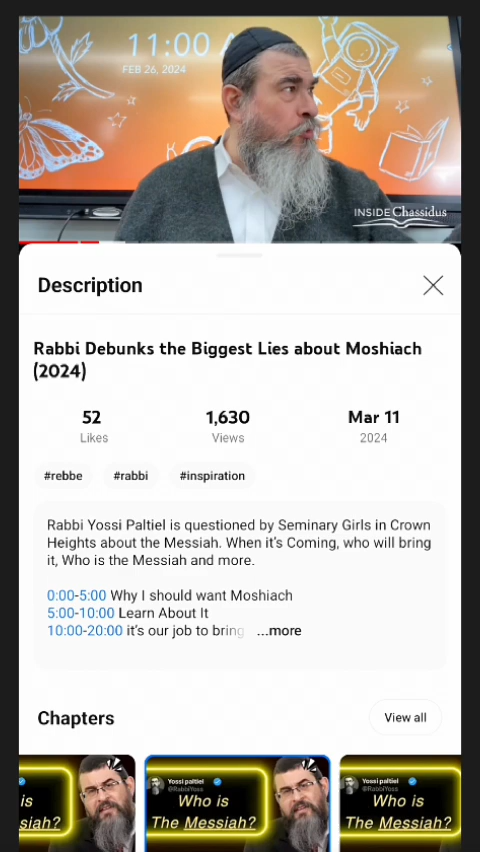 11:00 A
FEB 26, 2024
INSIDE Chassidus
Description
Rabbi Debunks the Biggest Lies about Moshiach
(2024)
52
1,630
Mar 11
Likes
Views
2024
#rebbe
#rabbi
#inspiration
Rabbi Yossi Paltiel is questioned by Seminary Girls in Crown
Heights about the Messiah. When it's Coming, who will bring
it, Who is the Messiah and more.
0:00-5:00 Why I should want Moshiach
5:00-10:00 Learn About It
10:00-20:00 it's our job to bring ...more
Chapters
View all
is
siah?
Yossi paltiel
@RabbiYoss
Who is
The Messiah?
Yossi paltiel
@RabbiYoss
Who is
The Messiah?